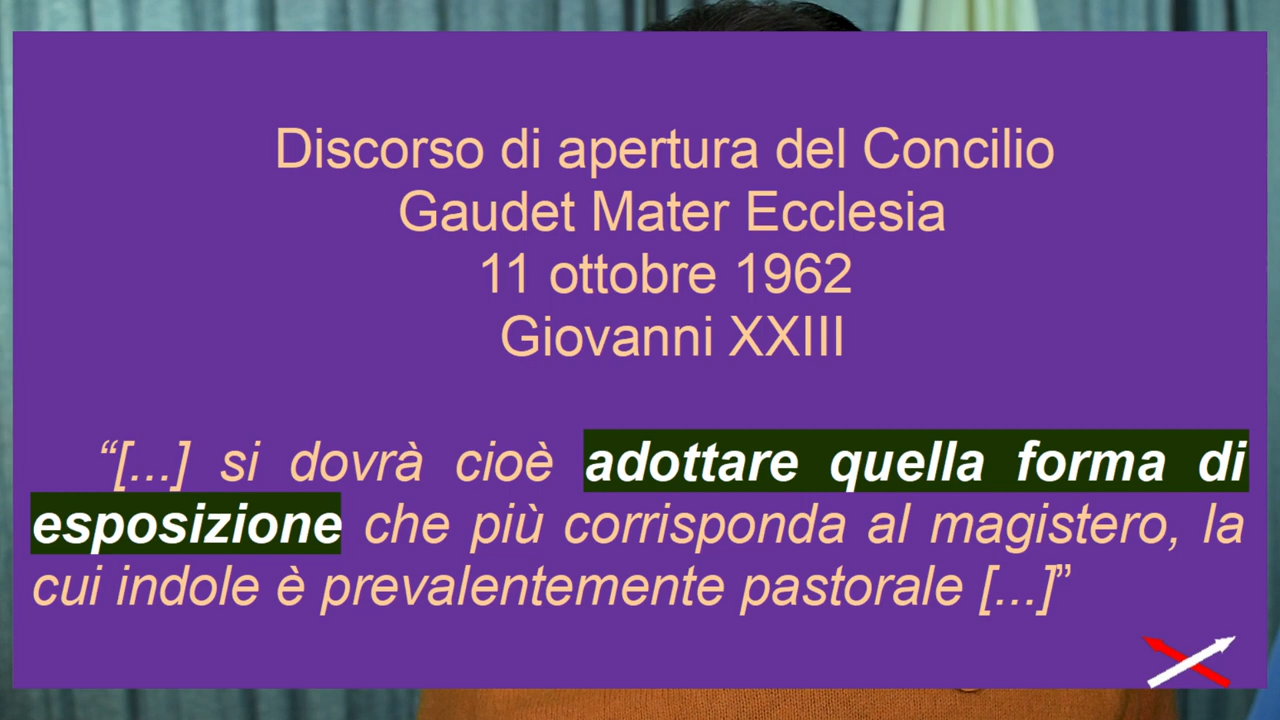 Discorso di apertura del Concilio
Gaudet Mater Ecclesia
11 ottobre 1962
Giovanni XXIII
“[...] si dovrà cioè adottare quella forma di
esposizione che più corrisponda al magistero, la
cui indole è prevalentemente pastorale [...]”